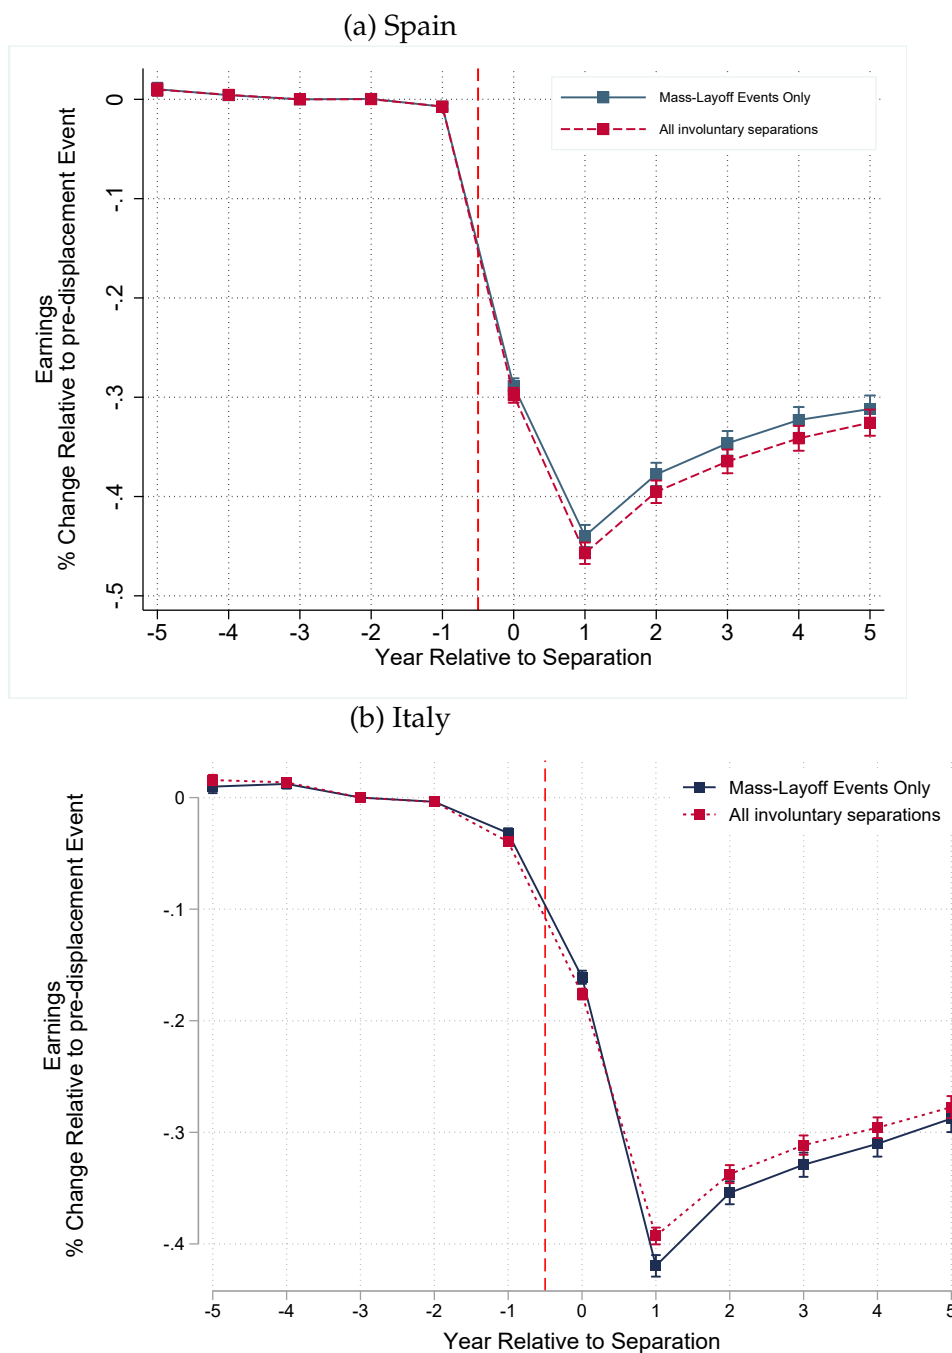 (a) Spain
Mass-Layoff Events Only
All involuntary separations
Earnings
% Change Relative to pre-displacement Event
0
-.1
-.2
-.3
-.4
-.5
-5 -4 -3 -2 -1 0 1 2 3 4 5
Year Relative to Separation
(b) Italy
Mass-Layoff Events Only
All involuntary separations
Earnings
% Change Relative to pre-displacement Event
0
-.1
-.2
-.3
-.4
-5 -4 -3 -2 -1 0 1 2 3 4 5
Year Relative to Separation